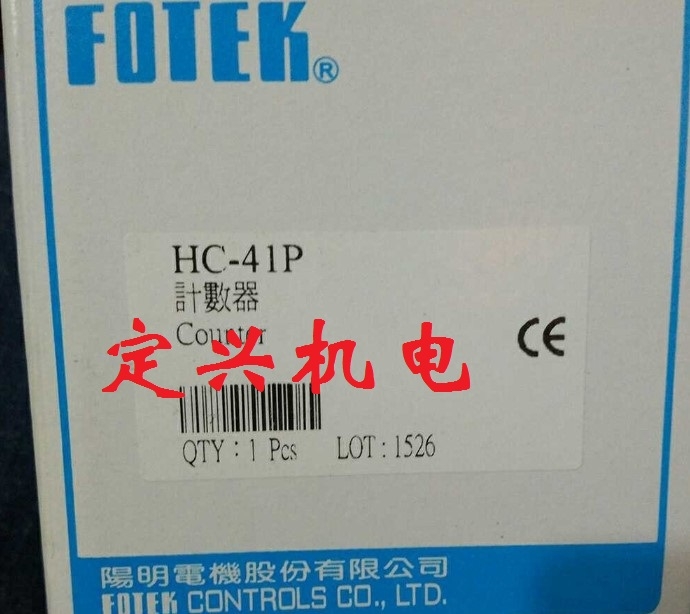 FOTEK®
HC-41P
計數器
Counter
CE
定兴机电
QTY：1 Pcs LOT : 1526
陽明電機股份有限公司
FOTEK CONTROLS CO., LTD.